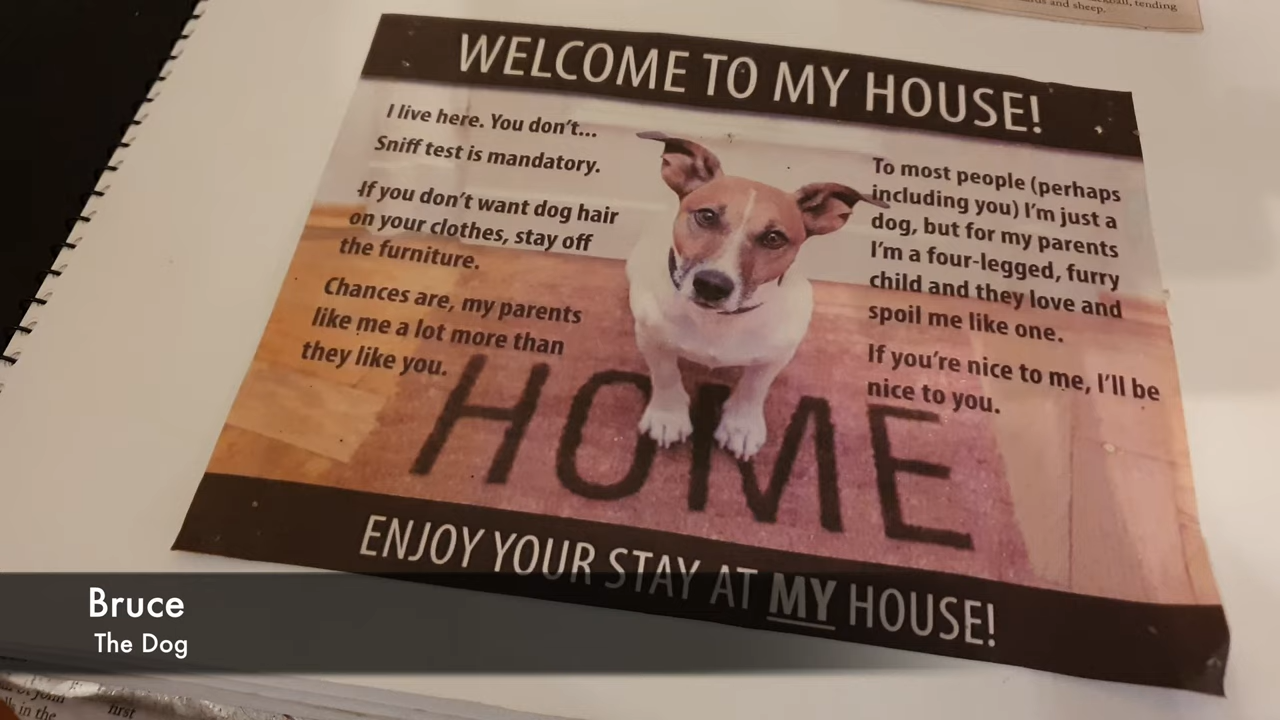 tending
and sheep.
WELCOME TO MY HOUSE!
I live here. You don't...
Sniff test is mandatory.
If you don't want dog hair
on your clothes, stay off
the furniture.
Chances are, my parents
like me a lot more than
they like you.
To most people (perhaps
including you) I'm just a
dog, but for my parents
I'm a four-legged, furry
child and they love and
spoil me like one.
If you're nice to me, I'll be
nice to you.
HOME
ENJOY YOUR STAY AT MY HOUSE!
Bruce
The Dog
in the
first